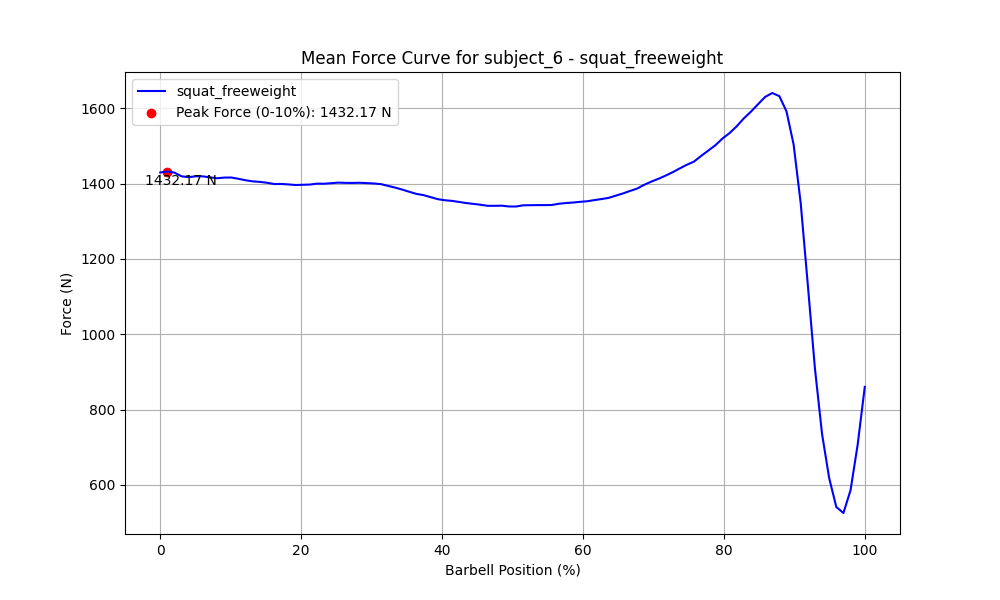 Mean Force Curve for subject_6 - squat_freeweight
squat_freeweight
Peak Force (0-10%): 1432.17 N
1432.17 N
1600
1400
1200
1000
800
600
Force (N)
0 20 40 60 80 100
Barbell Position (%)